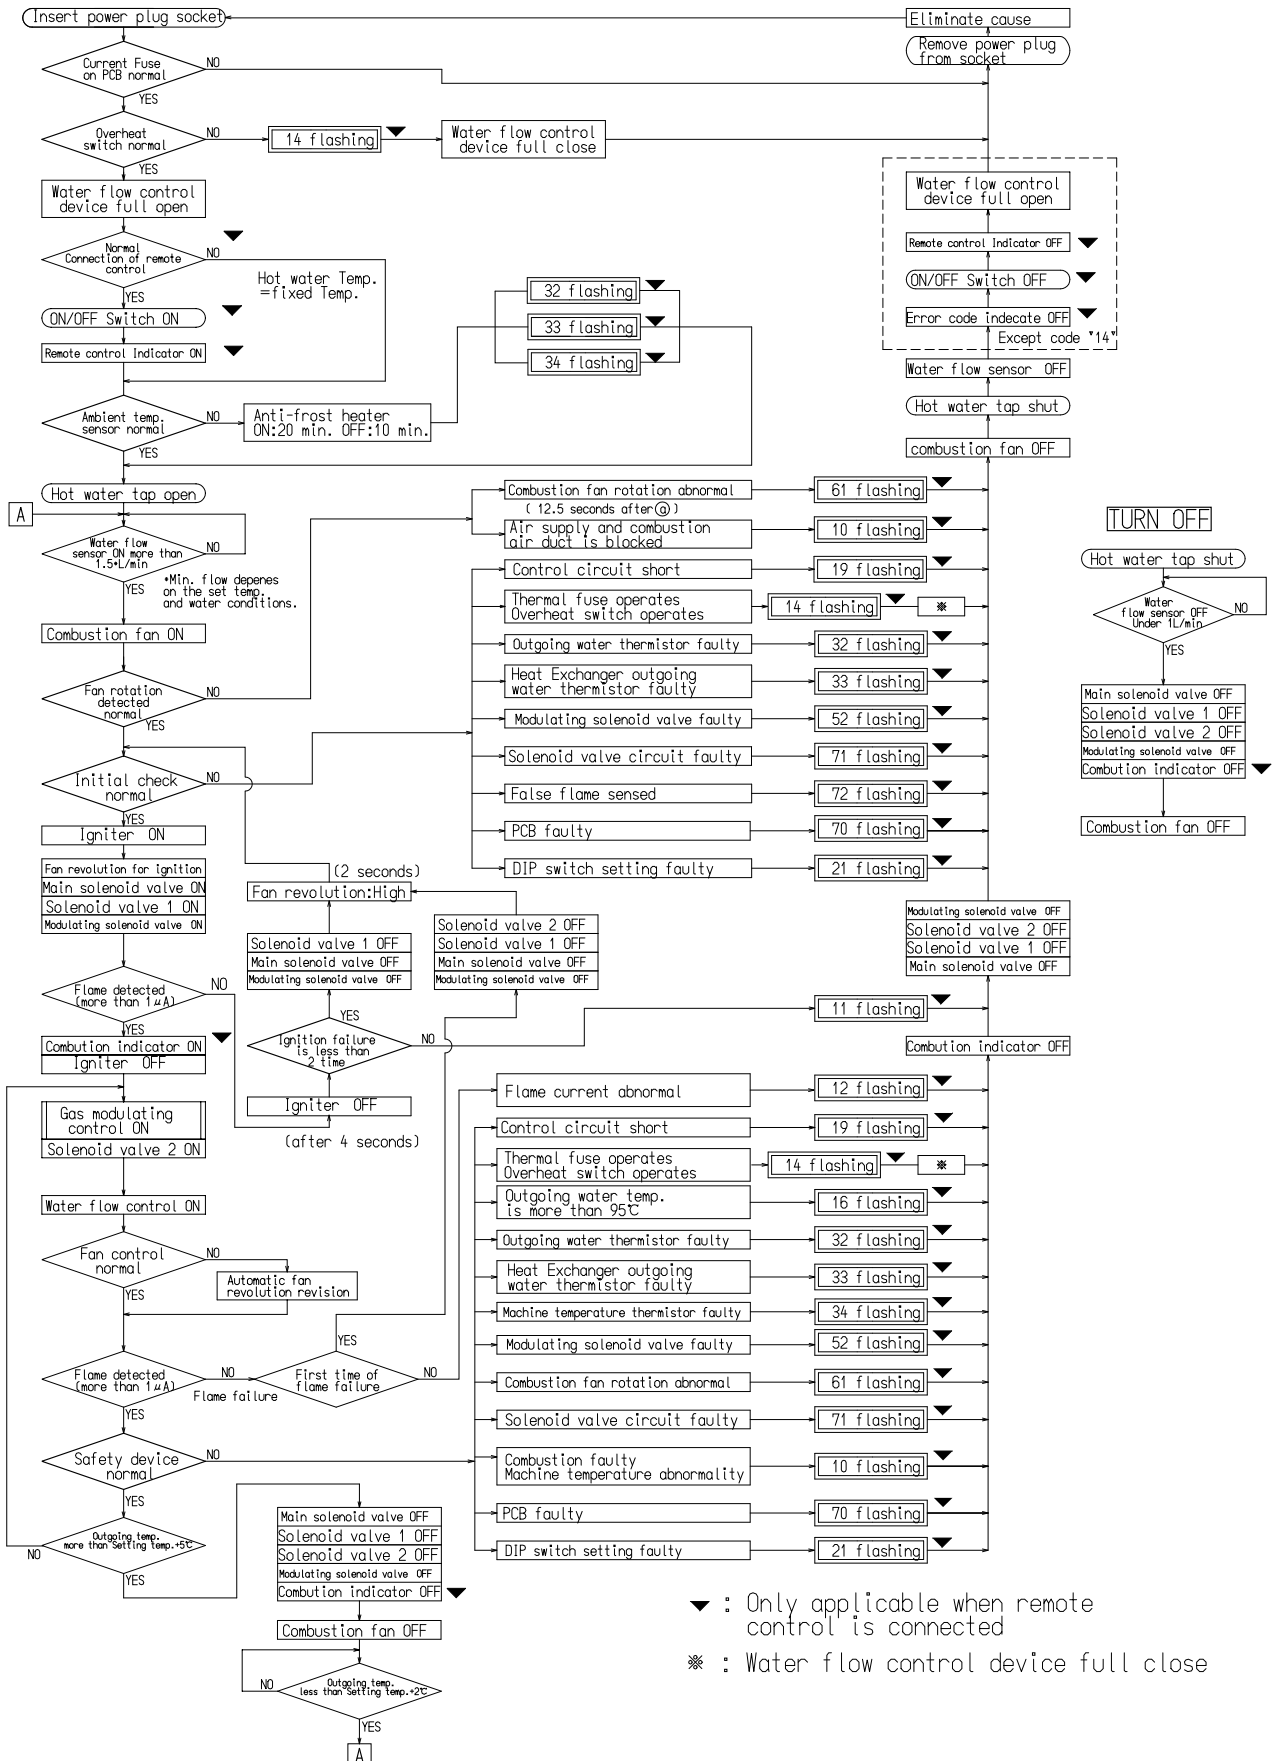 Insert power plug socket
Eliminate cause
Remove power plug
from socket
Current Fuse
on PCB normal
NO
YES
Overheat
switch normal
NO
14 flashing
Water flow control
device full close
YES
Water flow control
device full open
Water flow control
device full open
Normal
Connection of remote
control
NO
Remote control Indicator OFF
Hot water Temp.
=fixed Temp.
YES
ON/OFF Switch OFF
32 flashing
ON/OFF Switch ON
Error code indecate OFF
33 flashing
Except code "14"
Remote control Indicator ON
34 flashing
Water flow sensor OFF
Ambient temp.
sensor normal
NO
Anti-frost heater
ON:20 min. OFF:10 min.
Hot water tap shut
YES
combustion fan OFF
Hot water tap open
A
Water flow
sensor ON more than
1.5*L/min
NO
YES
*Min. flow depenes
on the set temp.
and water conditions.
Combustion fan ON
Fan rotation
detected
normal
NO
YES
Initial check
normal
NO
YES
Igniter ON
Fan revolution for ignition
Main solenoid valve ON
Solenoid valve 1 ON
Modulating solenoid valve ON
Flame detected
(more than 1μA)
NO
YES
Combution indicator ON
Igniter OFF
Gas modulating
control ON
Solenoid valve 2 ON
Water flow control ON
Fan control
normal
NO
Automatic fan
revolution revision
YES
Flame detected
(more than 1μA)
NO
Flame failure
YES
First time of
flame failure
YES
NO
Safety device
normal
NO
YES
Outgoing temp.
more than Setting temp.+5℃
NO
YES
Combustion fan rotation abnormal
61 flashing
( 12.5 seconds after ⓐ )
Air supply and combustion
air duct is blocked
10 flashing
Control circuit short
19 flashing
Thermal fuse operates
Overheat switch operates
14 flashing
※
Outgoing water thermistor faulty
32 flashing
Heat Exchanger outgoing
water thermistor faulty
33 flashing
Modulating solenoid valve faulty
52 flashing
Solenoid valve circuit faulty
71 flashing
False flame sensed
72 flashing
PCB faulty
70 flashing
DIP switch setting faulty
21 flashing
TURN OFF
Hot water tap shut
Water
flow sensor OFF
Under 1L/min
NO
YES
Main solenoid valve OFF
Solenoid valve 1 OFF
Solenoid valve 2 OFF
Modulating solenoid valve OFF
Combution indicator OFF
Combustion fan OFF
(2 seconds)
Fan revolution:High
Solenoid valve 1 OFF
Main solenoid valve OFF
Modulating solenoid valve OFF
Solenoid valve 2 OFF
Solenoid valve 1 OFF
Main solenoid valve OFF
Modulating solenoid valve OFF
YES
Ignition failure
is less than
2 time
NO
Igniter OFF
(after 4 seconds)
11 flashing
Modulating solenoid valve OFF
Solenoid valve 2 OFF
Solenoid valve 1 OFF
Main solenoid valve OFF
Combution indicator OFF
Flame current abnormal
12 flashing
Control circuit short
19 flashing
Thermal fuse operates
Overheat switch operates
14 flashing
※
Outgoing water temp.
is more than 95℃
16 flashing
Outgoing water thermistor faulty
32 flashing
Heat Exchanger outgoing
water thermistor faulty
33 flashing
Machine temperature thermistor faulty
34 flashing
Modulating solenoid valve faulty
52 flashing
Combustion fan rotation abnormal
61 flashing
Solenoid valve circuit faulty
71 flashing
Combustion faulty
Machine temperature abnormality
10 flashing
PCB faulty
70 flashing
DIP switch setting faulty
21 flashing
Main solenoid valve OFF
Solenoid valve 1 OFF
Solenoid valve 2 OFF
Modulating solenoid valve OFF
Combution indicator OFF
Combustion fan OFF
Outgoing temp.
less than Setting temp.+2℃
NO
YES
A
▼ : Only applicable when remote
control is connected
※ : Water flow control device full close